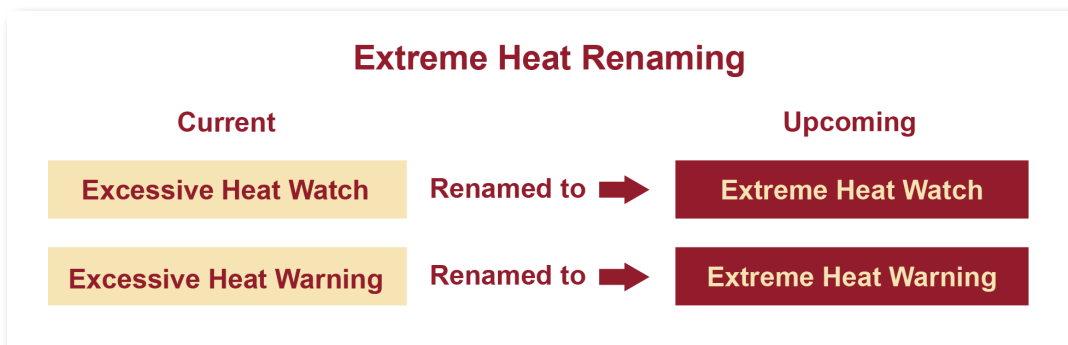 Extreme Heat Renaming
Current
Upcoming
Excessive Heat Watch
Renamed to
Extreme Heat Watch
Excessive Heat Warning
Renamed to
Extreme Heat Warning